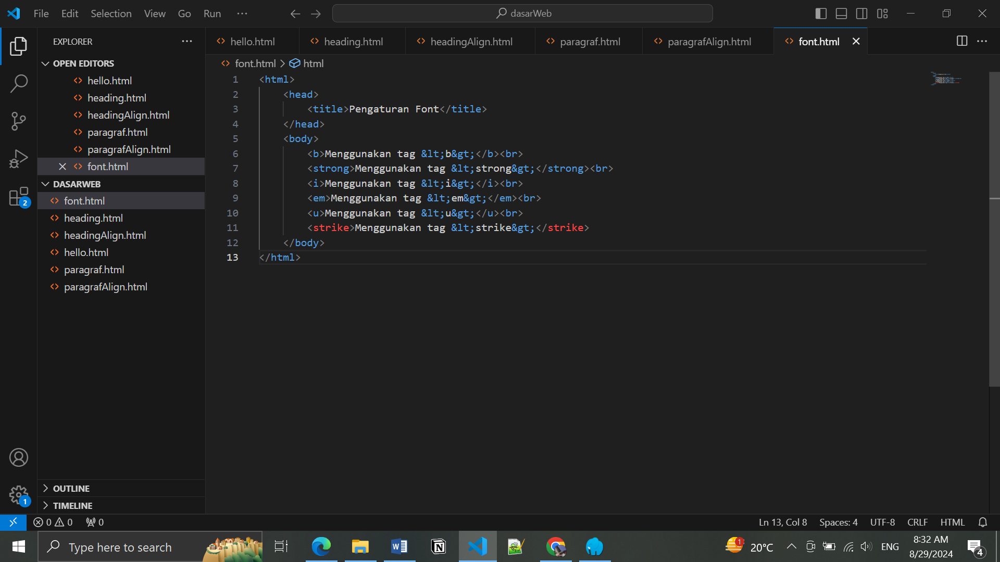 File Edit Selection View Go Run ···
dasarWeb
EXPLORER ···
OPEN EDITORS
hello.html
heading.html
headingAlign.html
paragraf.html
paragrafAlign.html
font.html
DASARWEB
font.html
heading.html
headingAlign.html
hello.html
paragraf.html
paragrafAlign.html
OUTLINE
TIMELINE
hello.html heading.html headingAlign.html paragraf.html paragrafAlign.html font.html
font.html > html
1 <html>
2     <head>
3         <title>Pengaturan Font</title>
4     </head>
5     <body>
6         <b>Menggunakan tag &lt;b&gt;</b><br>
7         <strong>Menggunakan tag &lt;strong&gt;</strong><br>
8         <i>Menggunakan tag &lt;i&gt;</i><br>
9         <em>Menggunakan tag &lt;em&gt;</em><br>
10         <u>Menggunakan tag &lt;u&gt;</u><br>
11         <strike>Menggunakan tag &lt;strike&gt;</strike>
12     </body>
13 </html>
2
1
0 0 0
Ln 13, Col 8 Spaces: 4 UTF-8 CRLF HTML
Type here to search
W
N
1
20°C
ENG
8:32 AM
8/29/2024
4